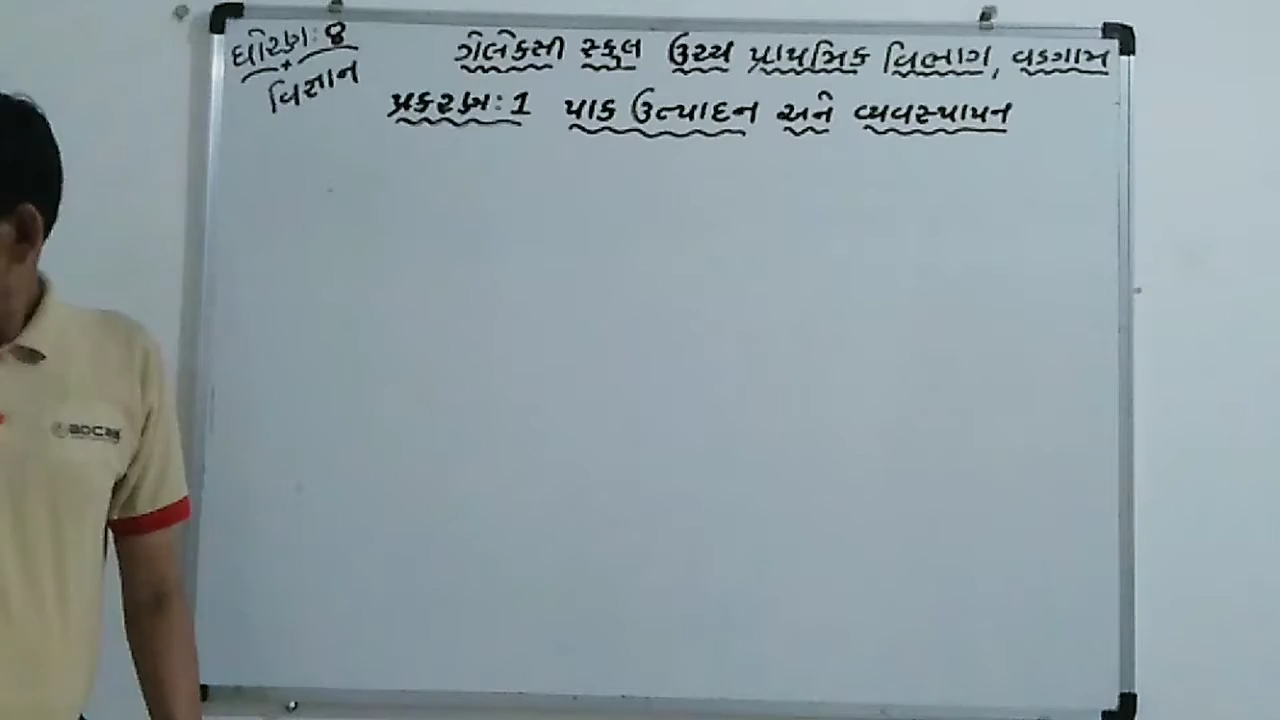 ધોરણ: 8
વિજ્ઞાન
ગેલેક્સી સ્કૂલ ઉચ્ચ પ્રાથમિક વિભાગ, વડગામ
પ્રકરણ: 1 પાક ઉત્પાદન અને વ્યવસ્થાપન